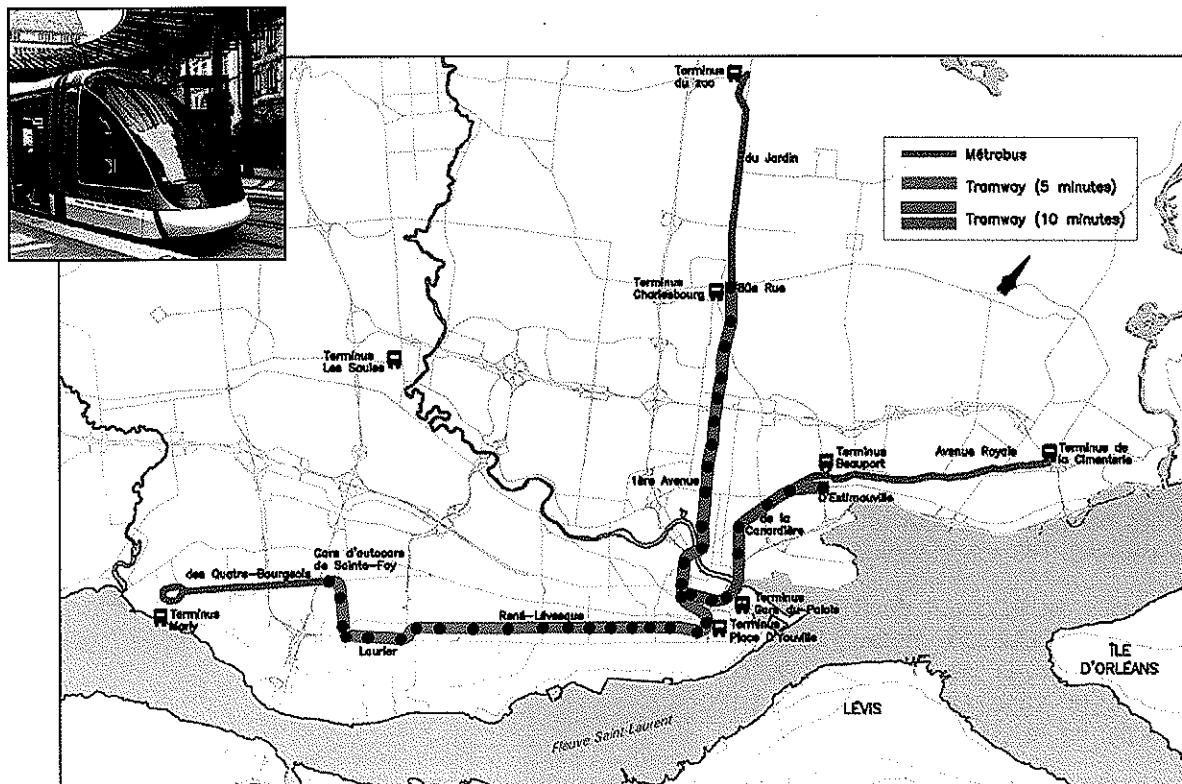 Terminus
du zoo
du Jardin
Métrobus
Tramway (5 minutes)
Tramway (10 minutes)
Terminus
Charlesbourg
80e Rue
Terminus
Les Saules
Terminus
Beauport
Avenue Royale
Terminus de
la Cimenterie
1ère Avenue
D'Estimauville
de la
Canardière
Gare d'autocars
de Sainte-Foy
des Quatre-Bourgeois
Terminus
Gare du-Palais
Terminus
Marly
René-Lévesque
Terminus
Place D'Youville
Laurier
ÎLE
D'ORLÉANS
LÉVIS
Fleuve Saint-Laurent